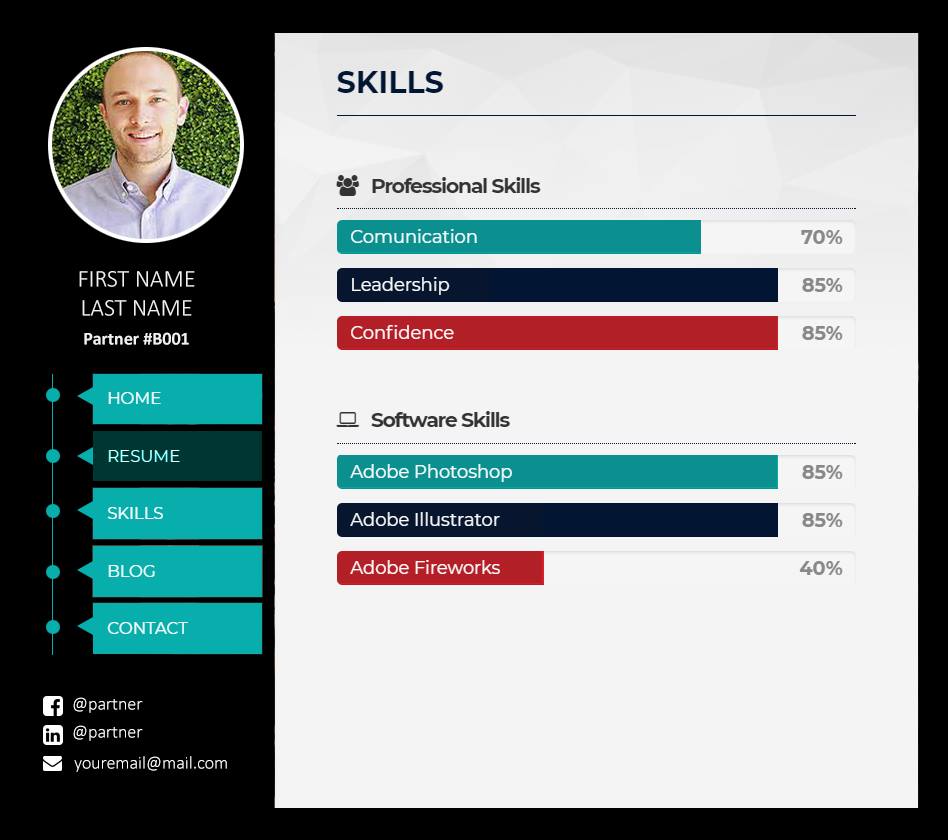 FIRST NAME
LAST NAME
Partner #B001
HOME
RESUME
SKILLS
BLOG
CONTACT
@partner
@partner
youremail@mail.com
SKILLS
Professional Skills
Comunication 70%
Leadership 85%
Confidence 85%
Software Skills
Adobe Photoshop 85%
Adobe Illustrator 85%
Adobe Fireworks 40%